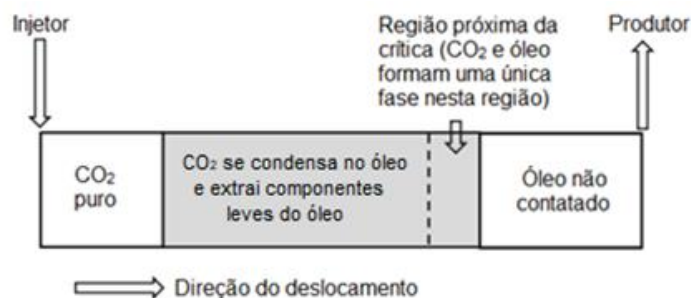 Injetor
Região próxima da
crítica (CO₂ e óleo
formam uma única
fase nesta região)
Produtor
CO₂
puro
CO₂ se condensa no óleo
e extrai componentes
leves do óleo
Óleo não
contatado
Direção do deslocamento